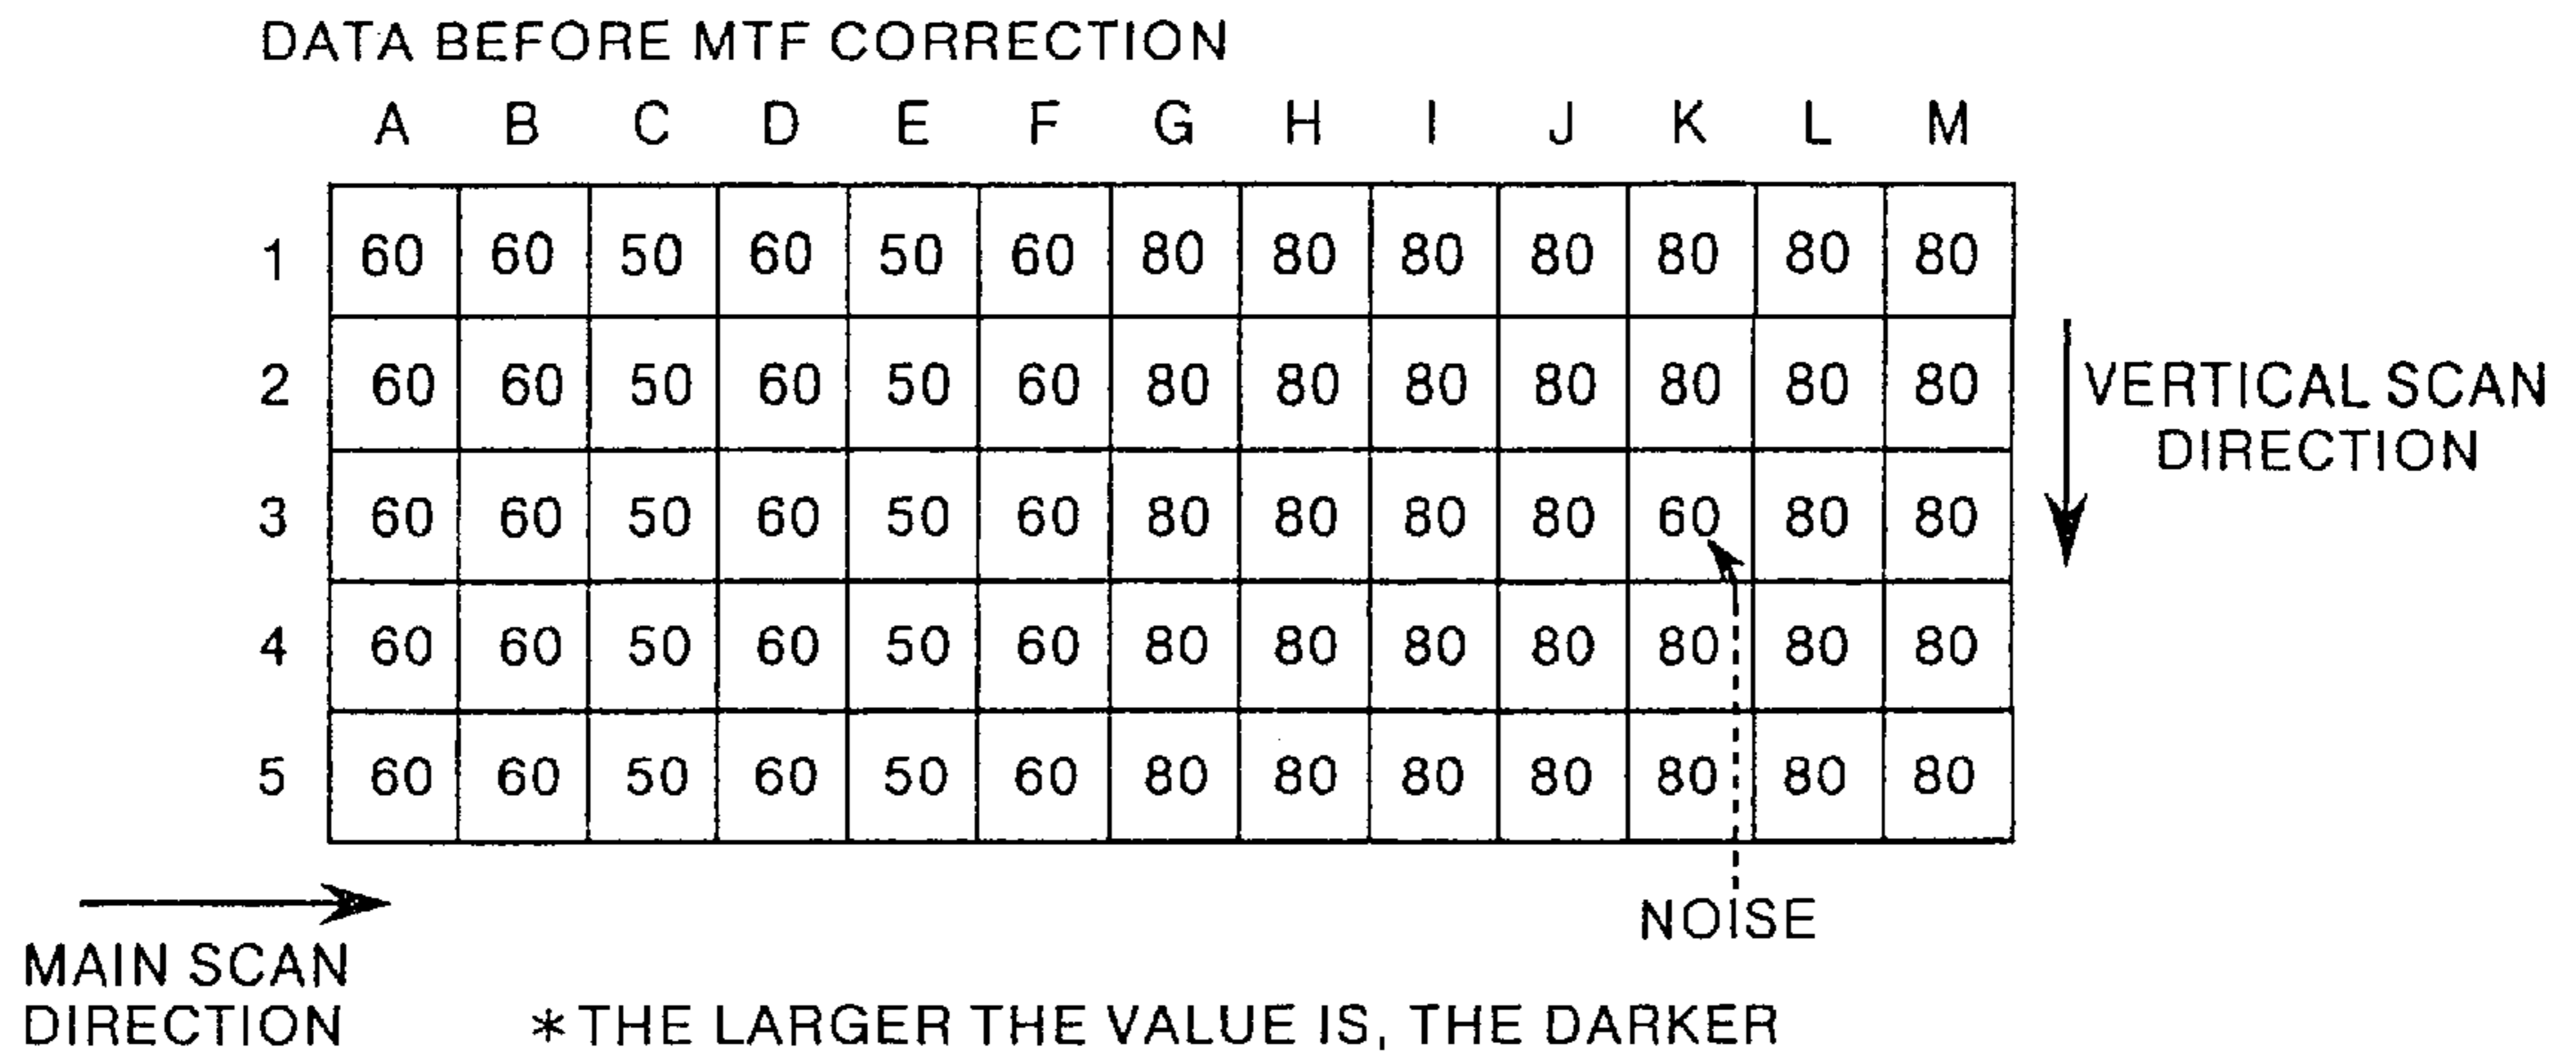 DATA BEFORE MTF CORRECTION
A B C D E F G H I J K L M
1 60 60 50 60 50 60 80 80 80 80 80 80 80
2 60 60 50 60 50 60 80 80 80 80 80 80 80
3 60 60 50 60 50 60 80 80 80 80 60 80 80
4 60 60 50 60 50 60 80 80 80 80 80 80 80
5 60 60 50 60 50 60 80 80 80 80 80 80 80
VERTICAL SCAN
DIRECTION
NOISE
MAIN SCAN
DIRECTION
*THE LARGER THE VALUE IS, THE DARKER